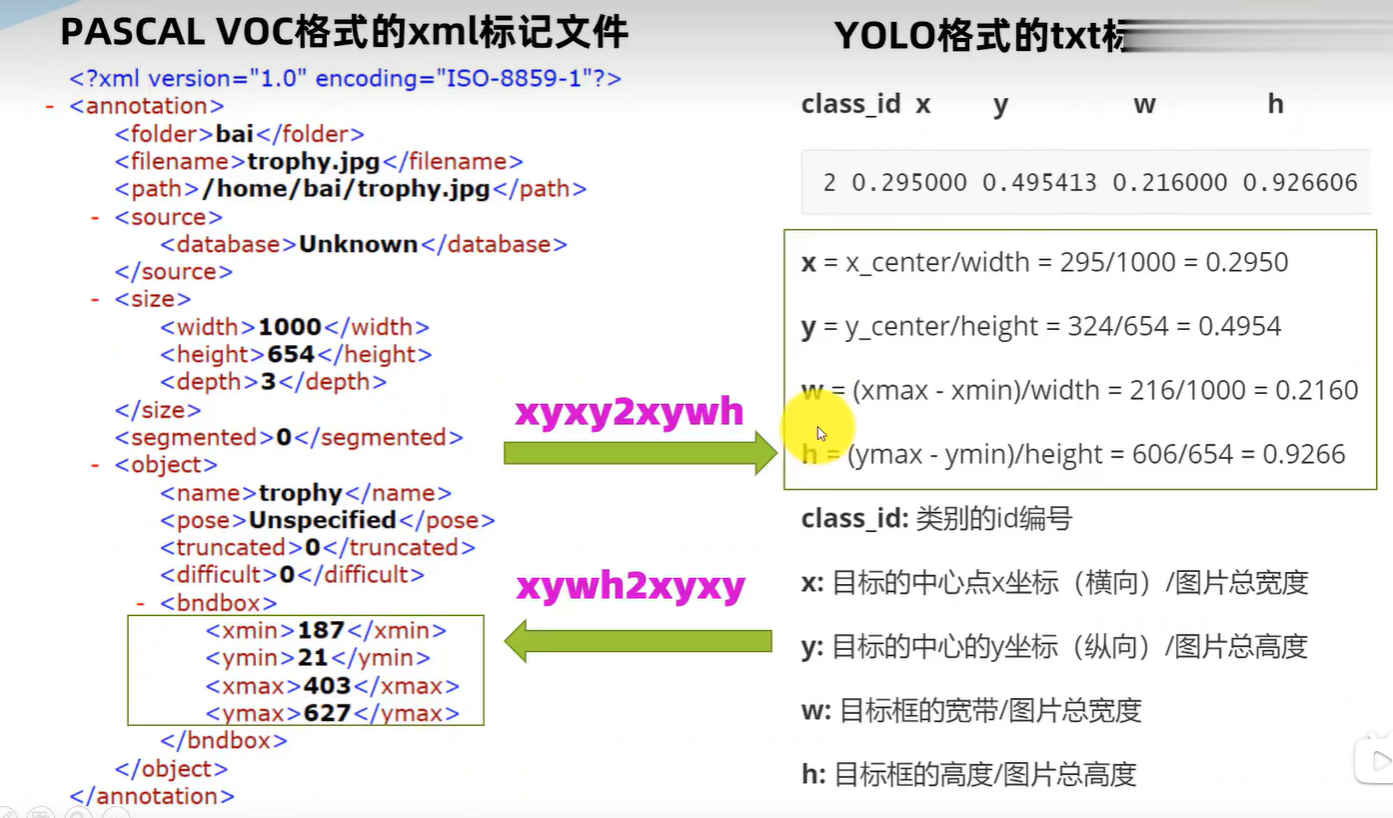 PASCAL VOC格式的xml标记文件
<?xml version="1.0" encoding="ISO-8859-1"?>
- <annotation>
<folder>bai</folder>
<filename>trophy.jpg</filename>
<path>/home/bai/trophy.jpg</path>
- <source>
<database>Unknown</database>
</source>
- <size>
<width>1000</width>
<height>654</height>
<depth>3</depth>
</size>
<segmented>0</segmented>
- <object>
<name>trophy</name>
<pose>Unspecified</pose>
<truncated>0</truncated>
<difficult>0</difficult>
- <bndbox>
<xmin>187</xmin>
<ymin>21</ymin>
<xmax>403</xmax>
<ymax>627</ymax>
</bndbox>
</object>
</annotation>
xyxy2xywh
xywh2xyxy
YOLO格式的txt标
class_id x y w h
2 0.295000 0.495413 0.216000 0.926606
x = x_center/width = 295/1000 = 0.2950
y = y_center/height = 324/654 = 0.4954
w = (xmax - xmin)/width = 216/1000 = 0.2160
h = (ymax - ymin)/height = 606/654 = 0.9266
class_id: 类别的id编号
x: 目标的中心点x坐标（横向）/图片总宽度
y: 目标的中心的y坐标（纵向）/图片总高度
w: 目标框的宽带/图片总宽度
h: 目标框的高度/图片总高度